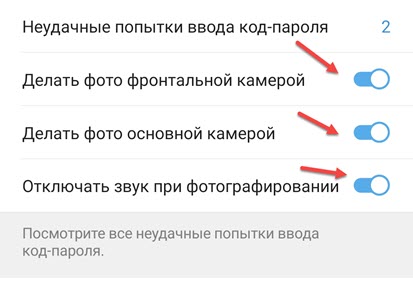 Неудачные попытки ввода код-пароля 2
Делать фото фронтальной камерой
Делать фото основной камерой
Отключать звук при фотографировании
Посмотрите все неудачные попытки ввода
код-пароля.